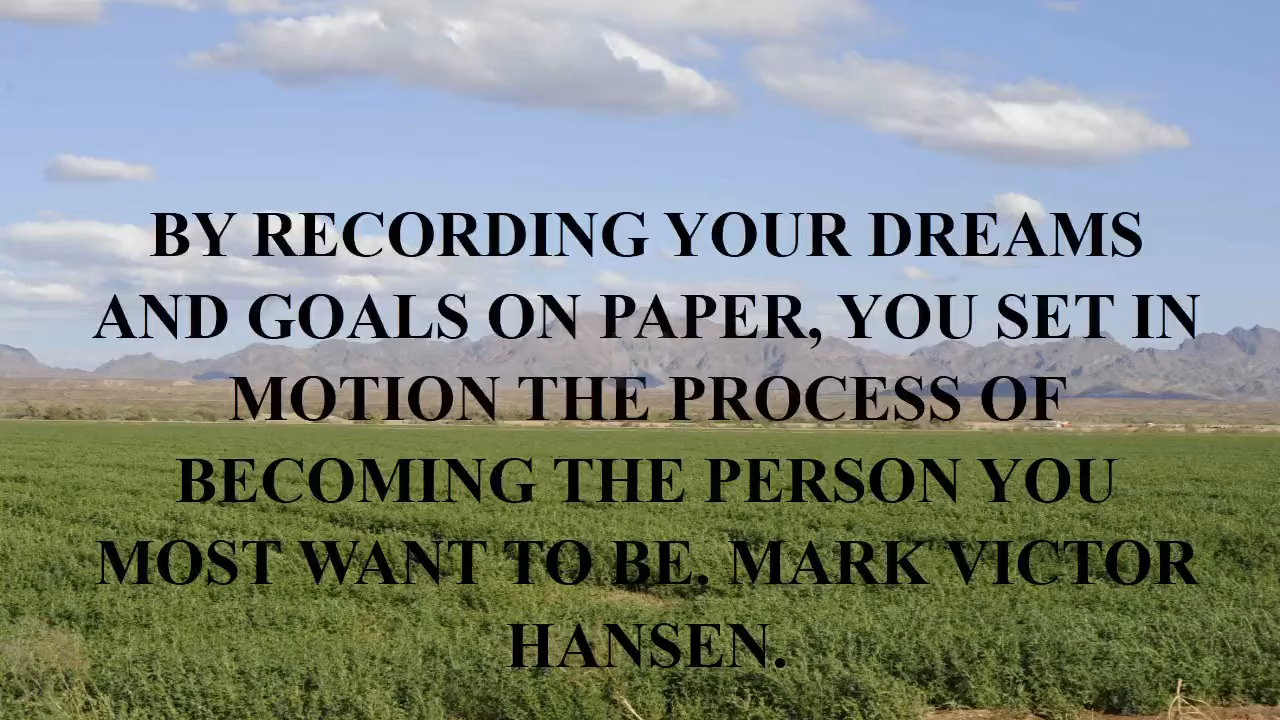 BY RECORDING YOUR DREAMS
AND GOALS ON PAPER, YOU SET IN
MOTION THE PROCESS OF
BECOMING THE PERSON YOU
MOST WANT TO BE. MARK VICTOR
HANSEN.